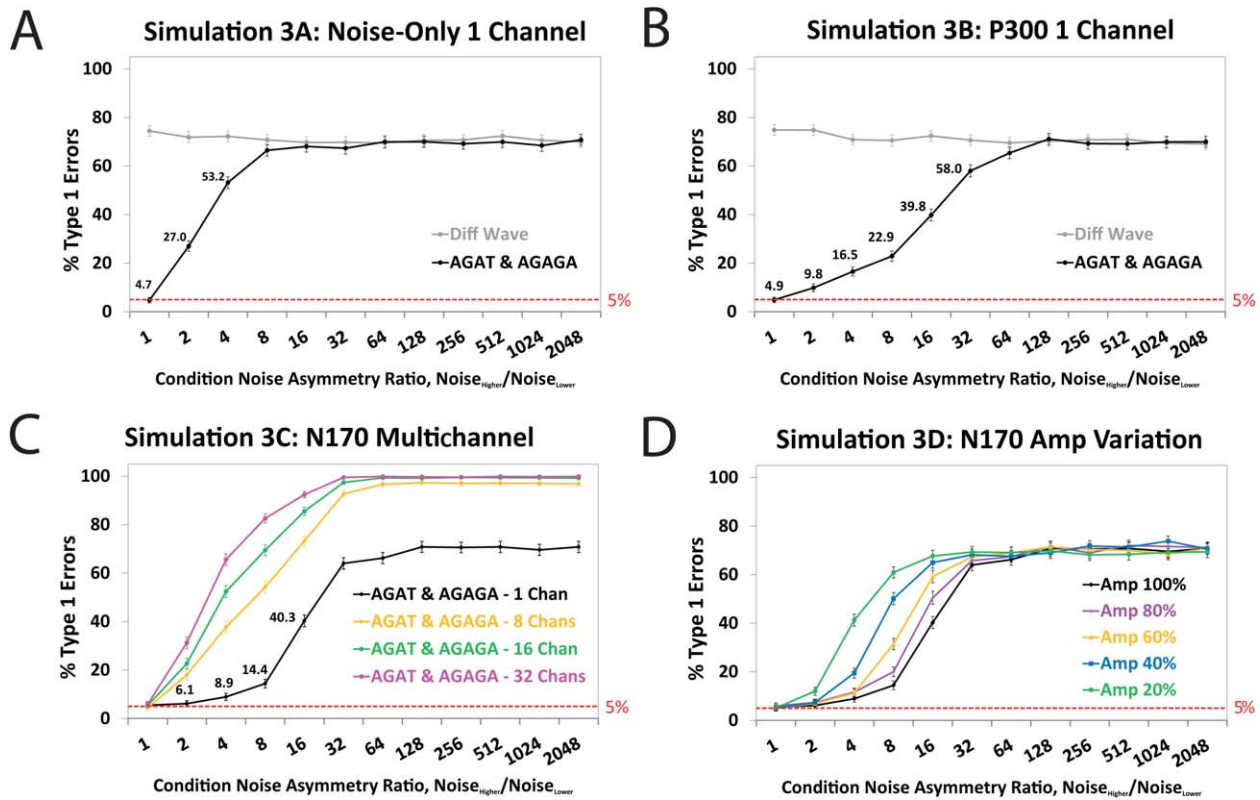 A
Simulation 3A: Noise-Only 1 Channel
% Type 1 Errors
100
80
60
40
20
0
4.7
27.0
53.2
Diff Wave
AGAT & AGAGA
5%
1 2 4 8 16 32 64 128 256 512 1024 2048
Condition Noise Asymmetry Ratio, NoiseHigher/NoiseLower
B
Simulation 3B: P300 1 Channel
% Type 1 Errors
100
80
60
40
20
0
4.9
9.8
16.5
22.9
39.8
58.0
Diff Wave
AGAT & AGAGA
5%
1 2 4 8 16 32 64 128 256 512 1024 2048
Condition Noise Asymmetry Ratio, NoiseHigher/NoiseLower
C
Simulation 3C: N170 Multichannel
% Type 1 Errors
100
80
60
40
20
0
6.1
8.9
14.4
40.3
AGAT & AGAGA - 1 Chan
AGAT & AGAGA - 8 Chans
AGAT & AGAGA - 16 Chan
AGAT & AGAGA - 32 Chans
5%
1 2 4 8 16 32 64 128 256 512 1024 2048
Condition Noise Asymmetry Ratio, NoiseHigher/NoiseLower
D
Simulation 3D: N170 Amp Variation
% Type 1 Errors
100
80
60
40
20
0
Amp 100%
Amp 80%
Amp 60%
Amp 40%
Amp 20%
5%
1 2 4 8 16 32 64 128 256 512 1024 2048
Condition Noise Asymmetry Ratio, NoiseHigher/NoiseLower